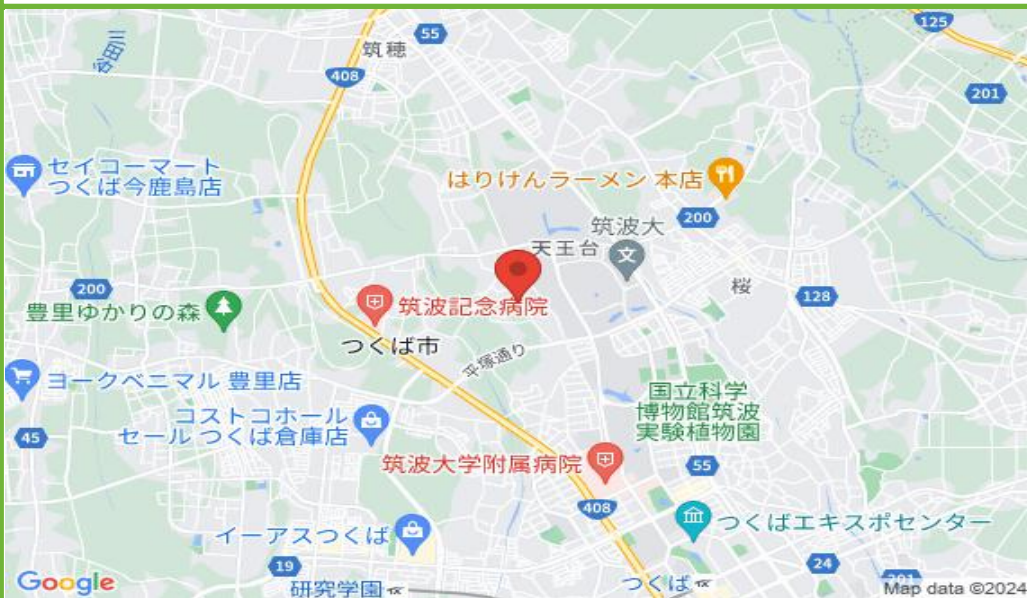 三田谷
55
筑穂
408
125
201
セイコーマート
つくば今鹿島店
はりけんラーメン 本店
200
筑波大
天王台
桜
200
128
豊里ゆかりの森
筑波記念病院
つくば市
平塚通り
ヨークベニマル 豊里店
国立科学
博物館筑波
実験植物園
コストコホール
セール つくば倉庫店
45
筑波大学附属病院
55
408
つくばエキスポセンター
イーアスつくば
19
24
Google
研究学園
つくば
201
Map data ©2024